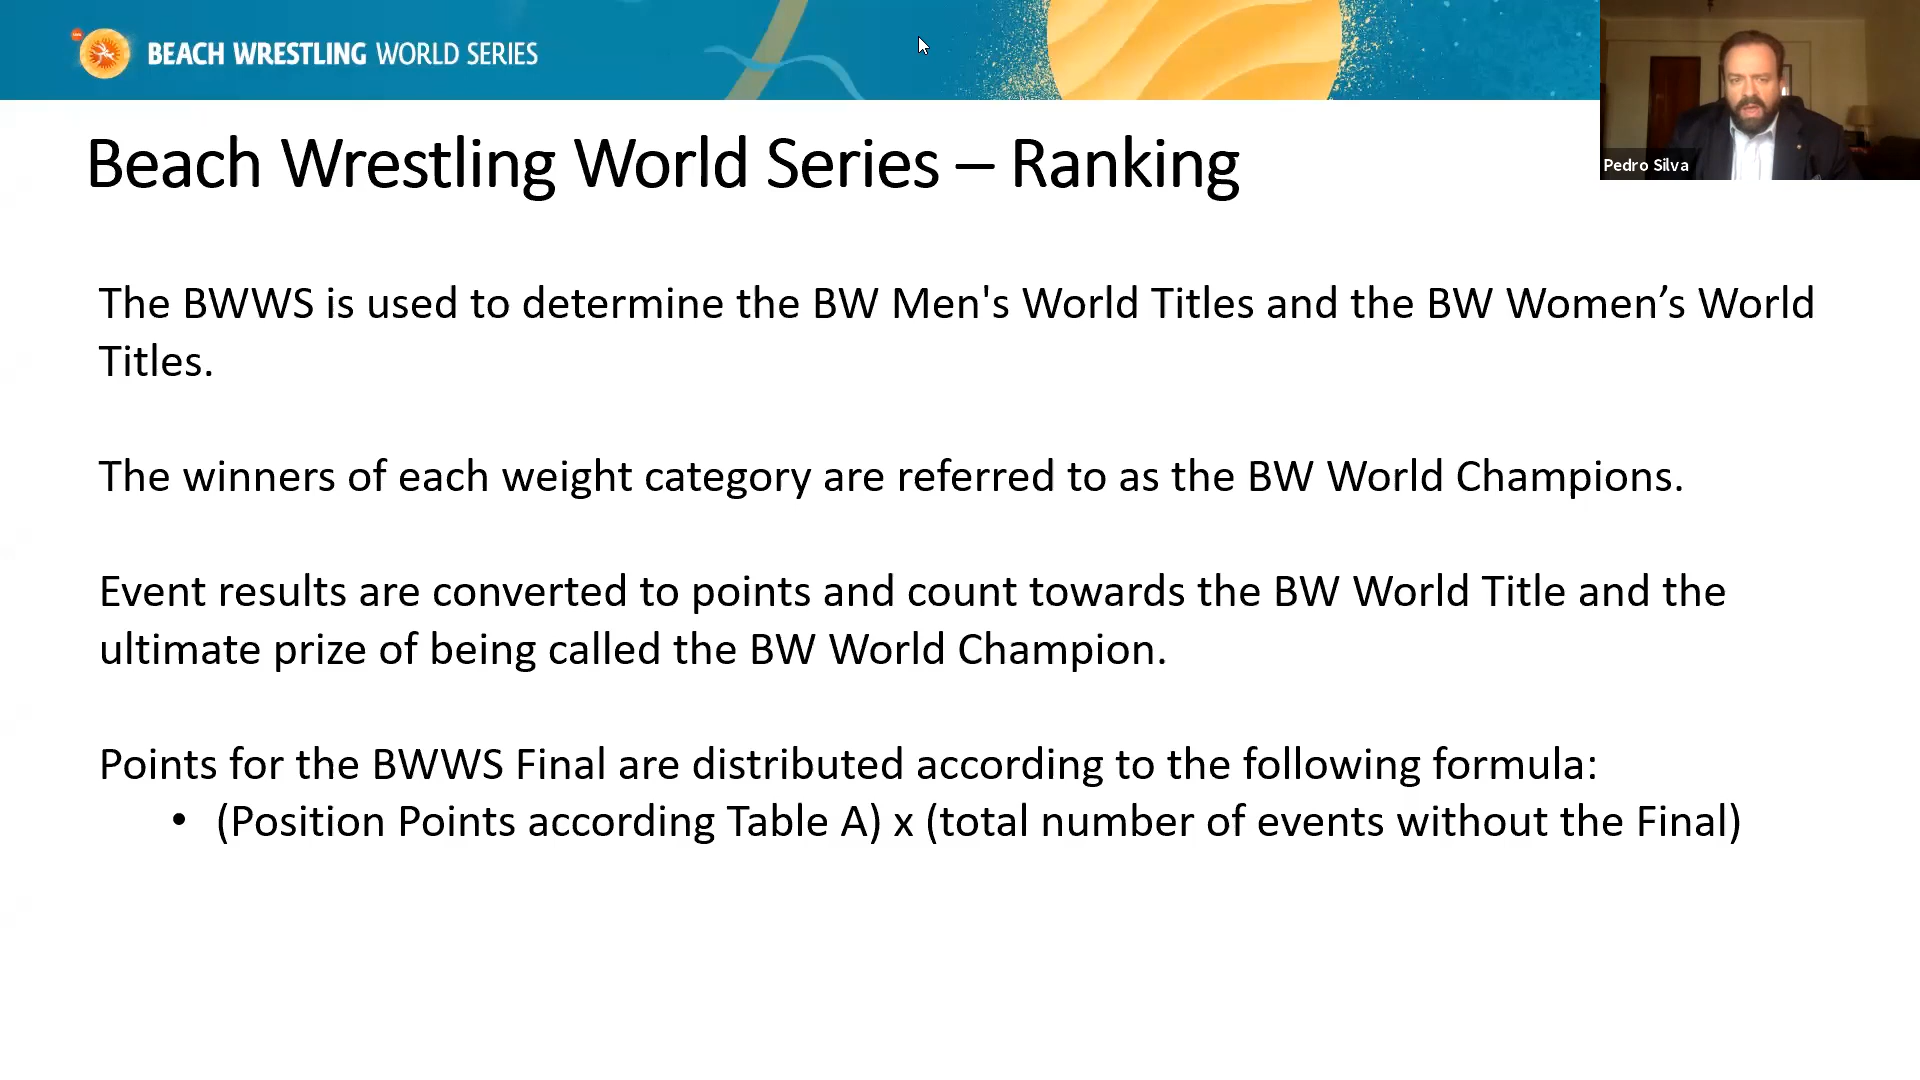 BEACH WRESTLING WORLD SERIES
Pedro Silva
Beach Wrestling World Series – Ranking
The BWWS is used to determine the BW Men's World Titles and the BW Women’s World
Titles.
The winners of each weight category are referred to as the BW World Champions.
Event results are converted to points and count towards the BW World Title and the
ultimate prize of being called the BW World Champion.
Points for the BWWS Final are distributed according to the following formula:
• (Position Points according Table A) x (total number of events without the Final)